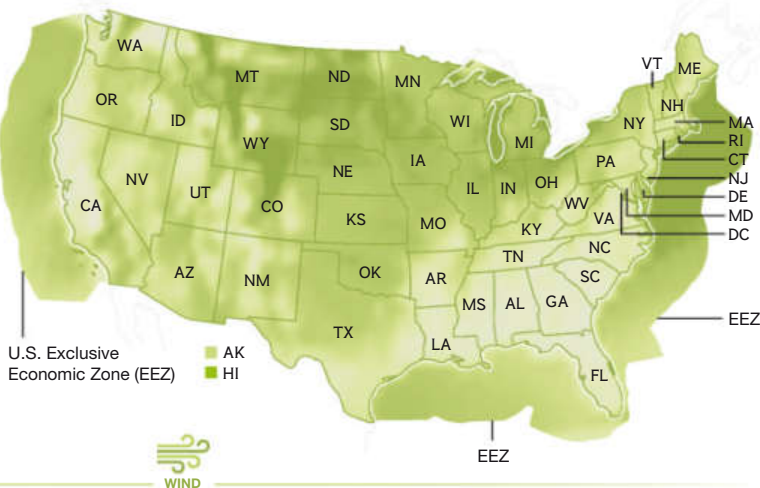 WA
MT
ND
MN
VT
ME
OR
ID
SD
WI
MI
NH
NY
MA
RI
WY
NE
IA
PA
CT
NV
UT
CO
IL
IN
OH
NJ
CA
KS
MO
WV
VA
DE
MD
KY
DC
AZ
NM
OK
AR
TN
NC
SC
TX
MS
AL
GA
LA
FL
EEZ
U.S. Exclusive
Economic Zone (EEZ)
AK
HI
EEZ
WIND